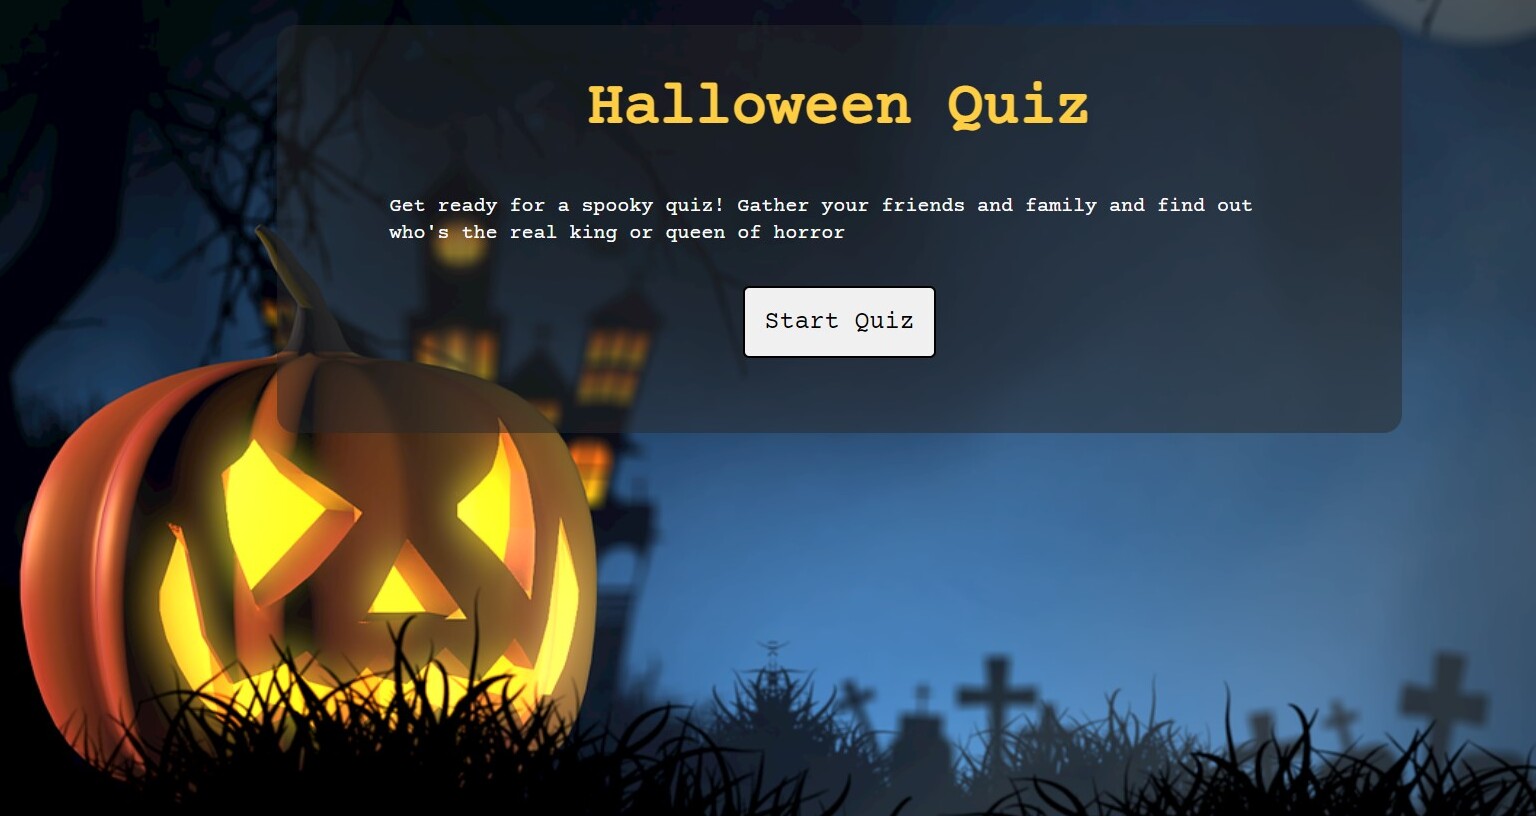 Halloween Quiz
Get ready for a spooky quiz! Gather your friends and family and find out
who's the real king or queen of horror
Start Quiz